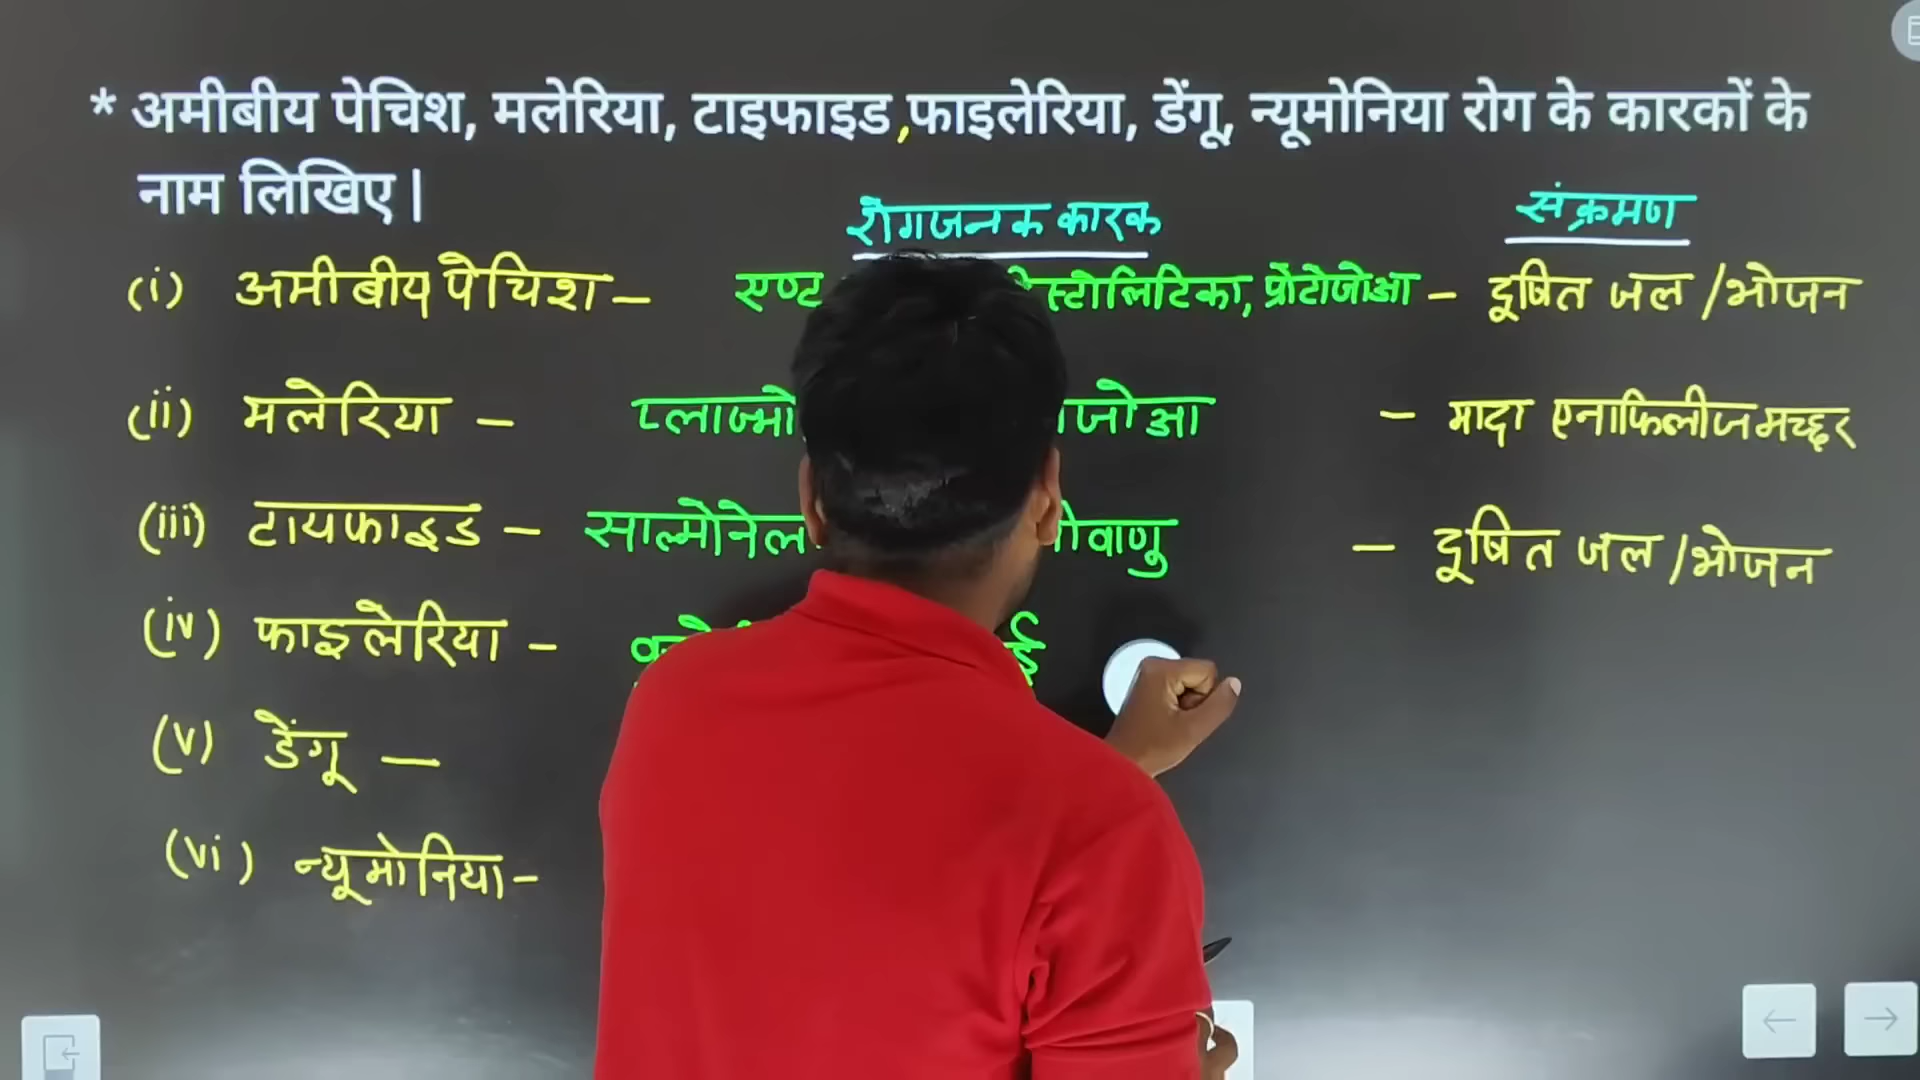 * अमीबीय पेचिश, मलेरिया, टाइफाइड ,फाइलेरिया, डेंगू, न्यूमोनिया रोग के कारकों के
नाम लिखिए |
रोगजनक कारक संक्रमण
(i) अमीबीय पेचिश – स्टोलिटिका, प्रोटोजोआ – दूषित जल /भोजन
(ii) मलेरिया – – मादा एनाफिलीज मच्छर
(iii) टायफाइड – – दूषित जल /भोजन
(iv) फाइलेरिया –
(v) डेंगू –
(vi) न्यूमोनिया –